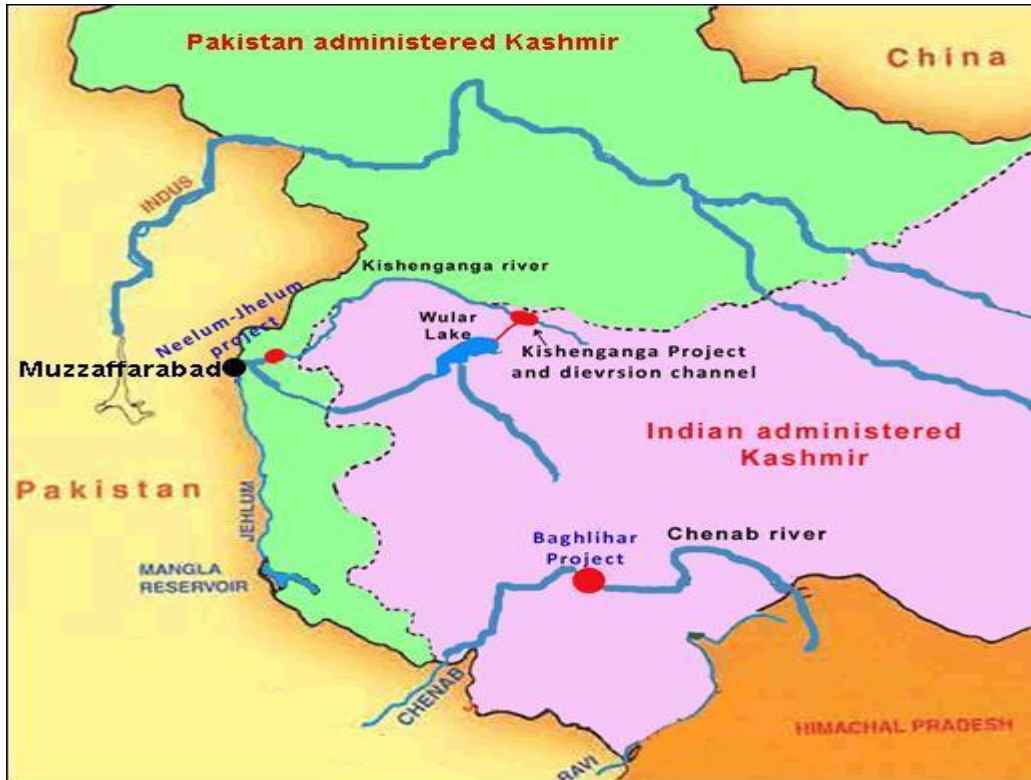 Pakistan administered Kashmir
China
INDUS
Kishenganga river
Neelum-Jhelum
project
Wular
Lake
Kishenganga Project
and dievrsion channel
Muzzaffarabad
Indian administered
Kashmir
Pakistan
JEHLUM
Baghlihar
Project
Chenab river
MANGLA
RESERVOIR
CHENAB
HIMACHAL PRADESH
RAVI